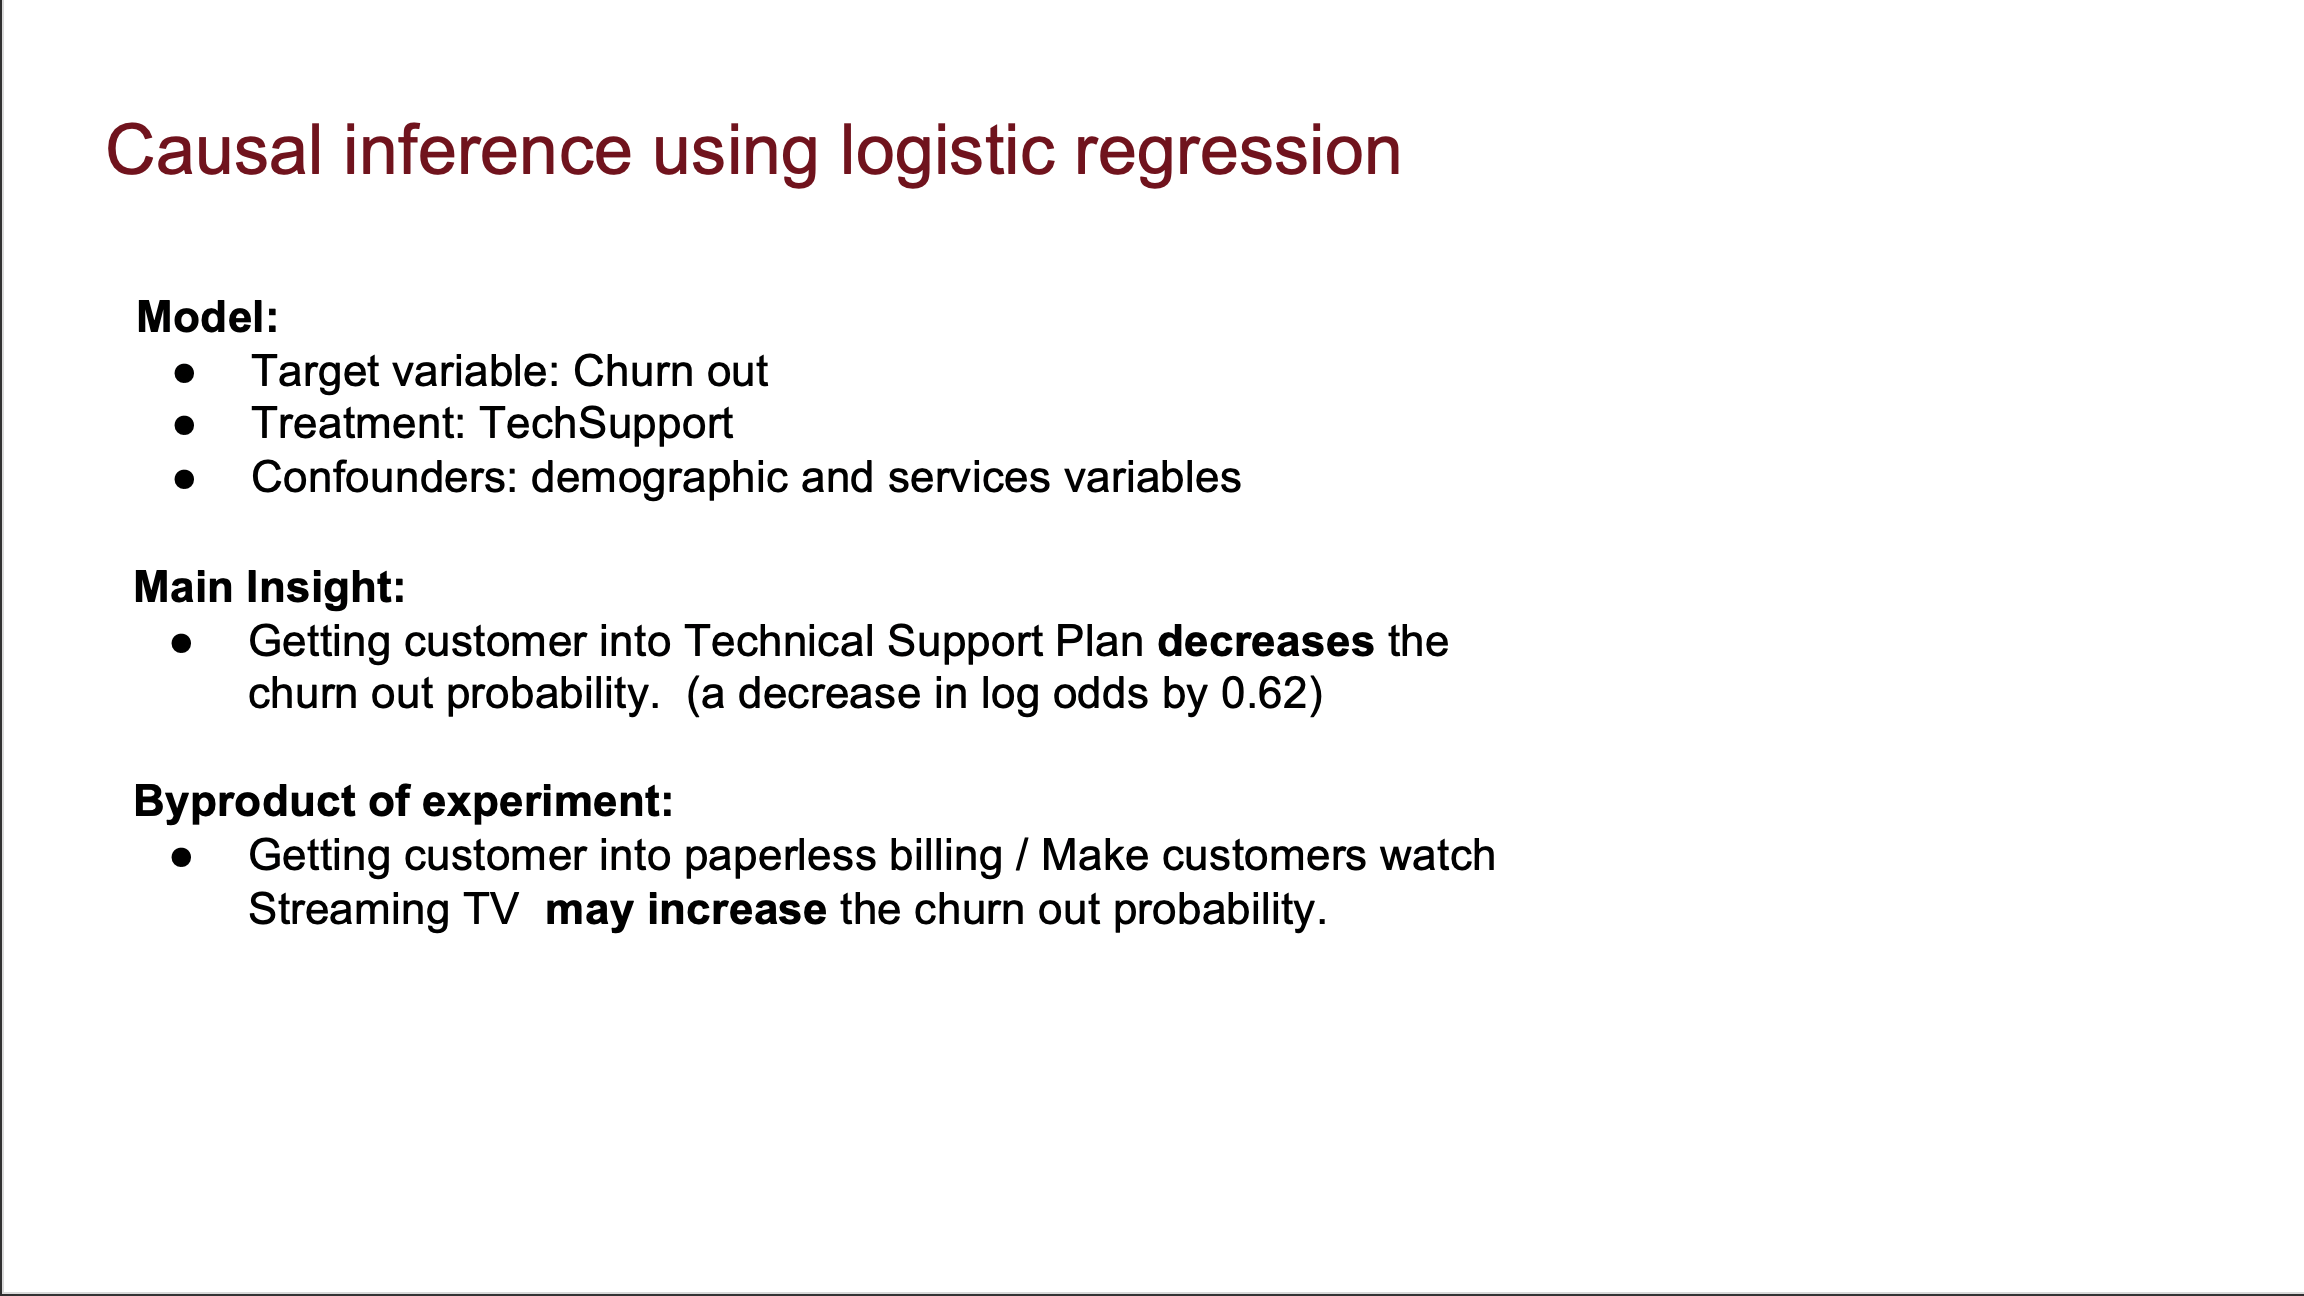 Causal inference using logistic regression
Model:
● Target variable: Churn out
● Treatment: TechSupport
● Confounders: demographic and services variables
Main Insight:
● Getting customer into Technical Support Plan decreases the
churn out probability.  (a decrease in log odds by 0.62)
Byproduct of experiment:
● Getting customer into paperless billing / Make customers watch
Streaming TV  may increase the churn out probability.